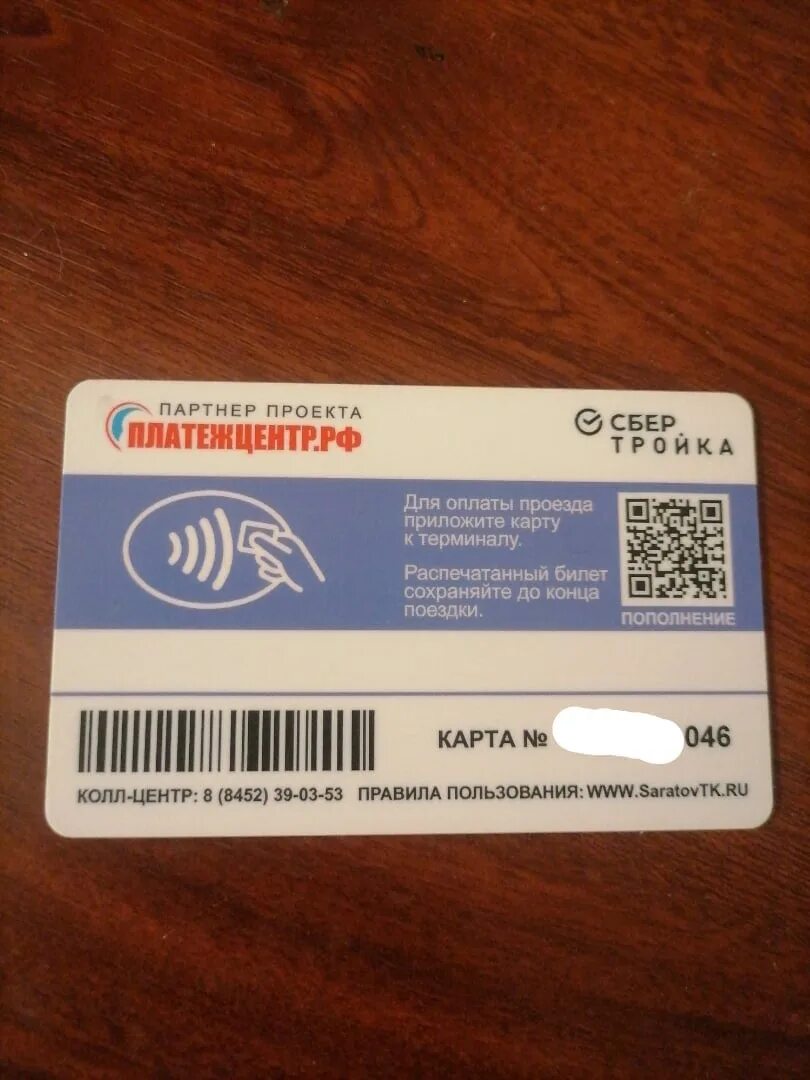 ПАРТНЕР ПРОЕКТА
ПЛАТЕЖЦЕНТР.РФ
СБЕР
ТРОЙКА
Для оплаты проезда
приложите карту
к терминалу.
Распечатанный билет
сохраняйте до конца
поездки.
ПОПОЛНЕНИЕ
КАРТА № 046
КОЛЛ-ЦЕНТР: 8 (8452) 39-03-53 ПРАВИЛА ПОЛЬЗОВАНИЯ: WWW.SaratovTK.RU